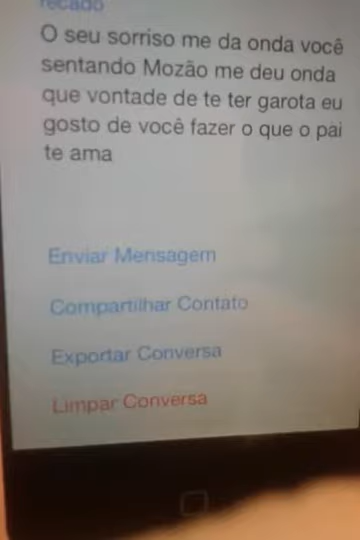 recado
O seu sorriso me da onda você
sentando Mozão me deu onda
que vontade de te ter garota eu
gosto de você fazer o que o pai
te ama
Enviar Mensagem
Compartilhar Contato
Exportar Conversa
Limpar Conversa